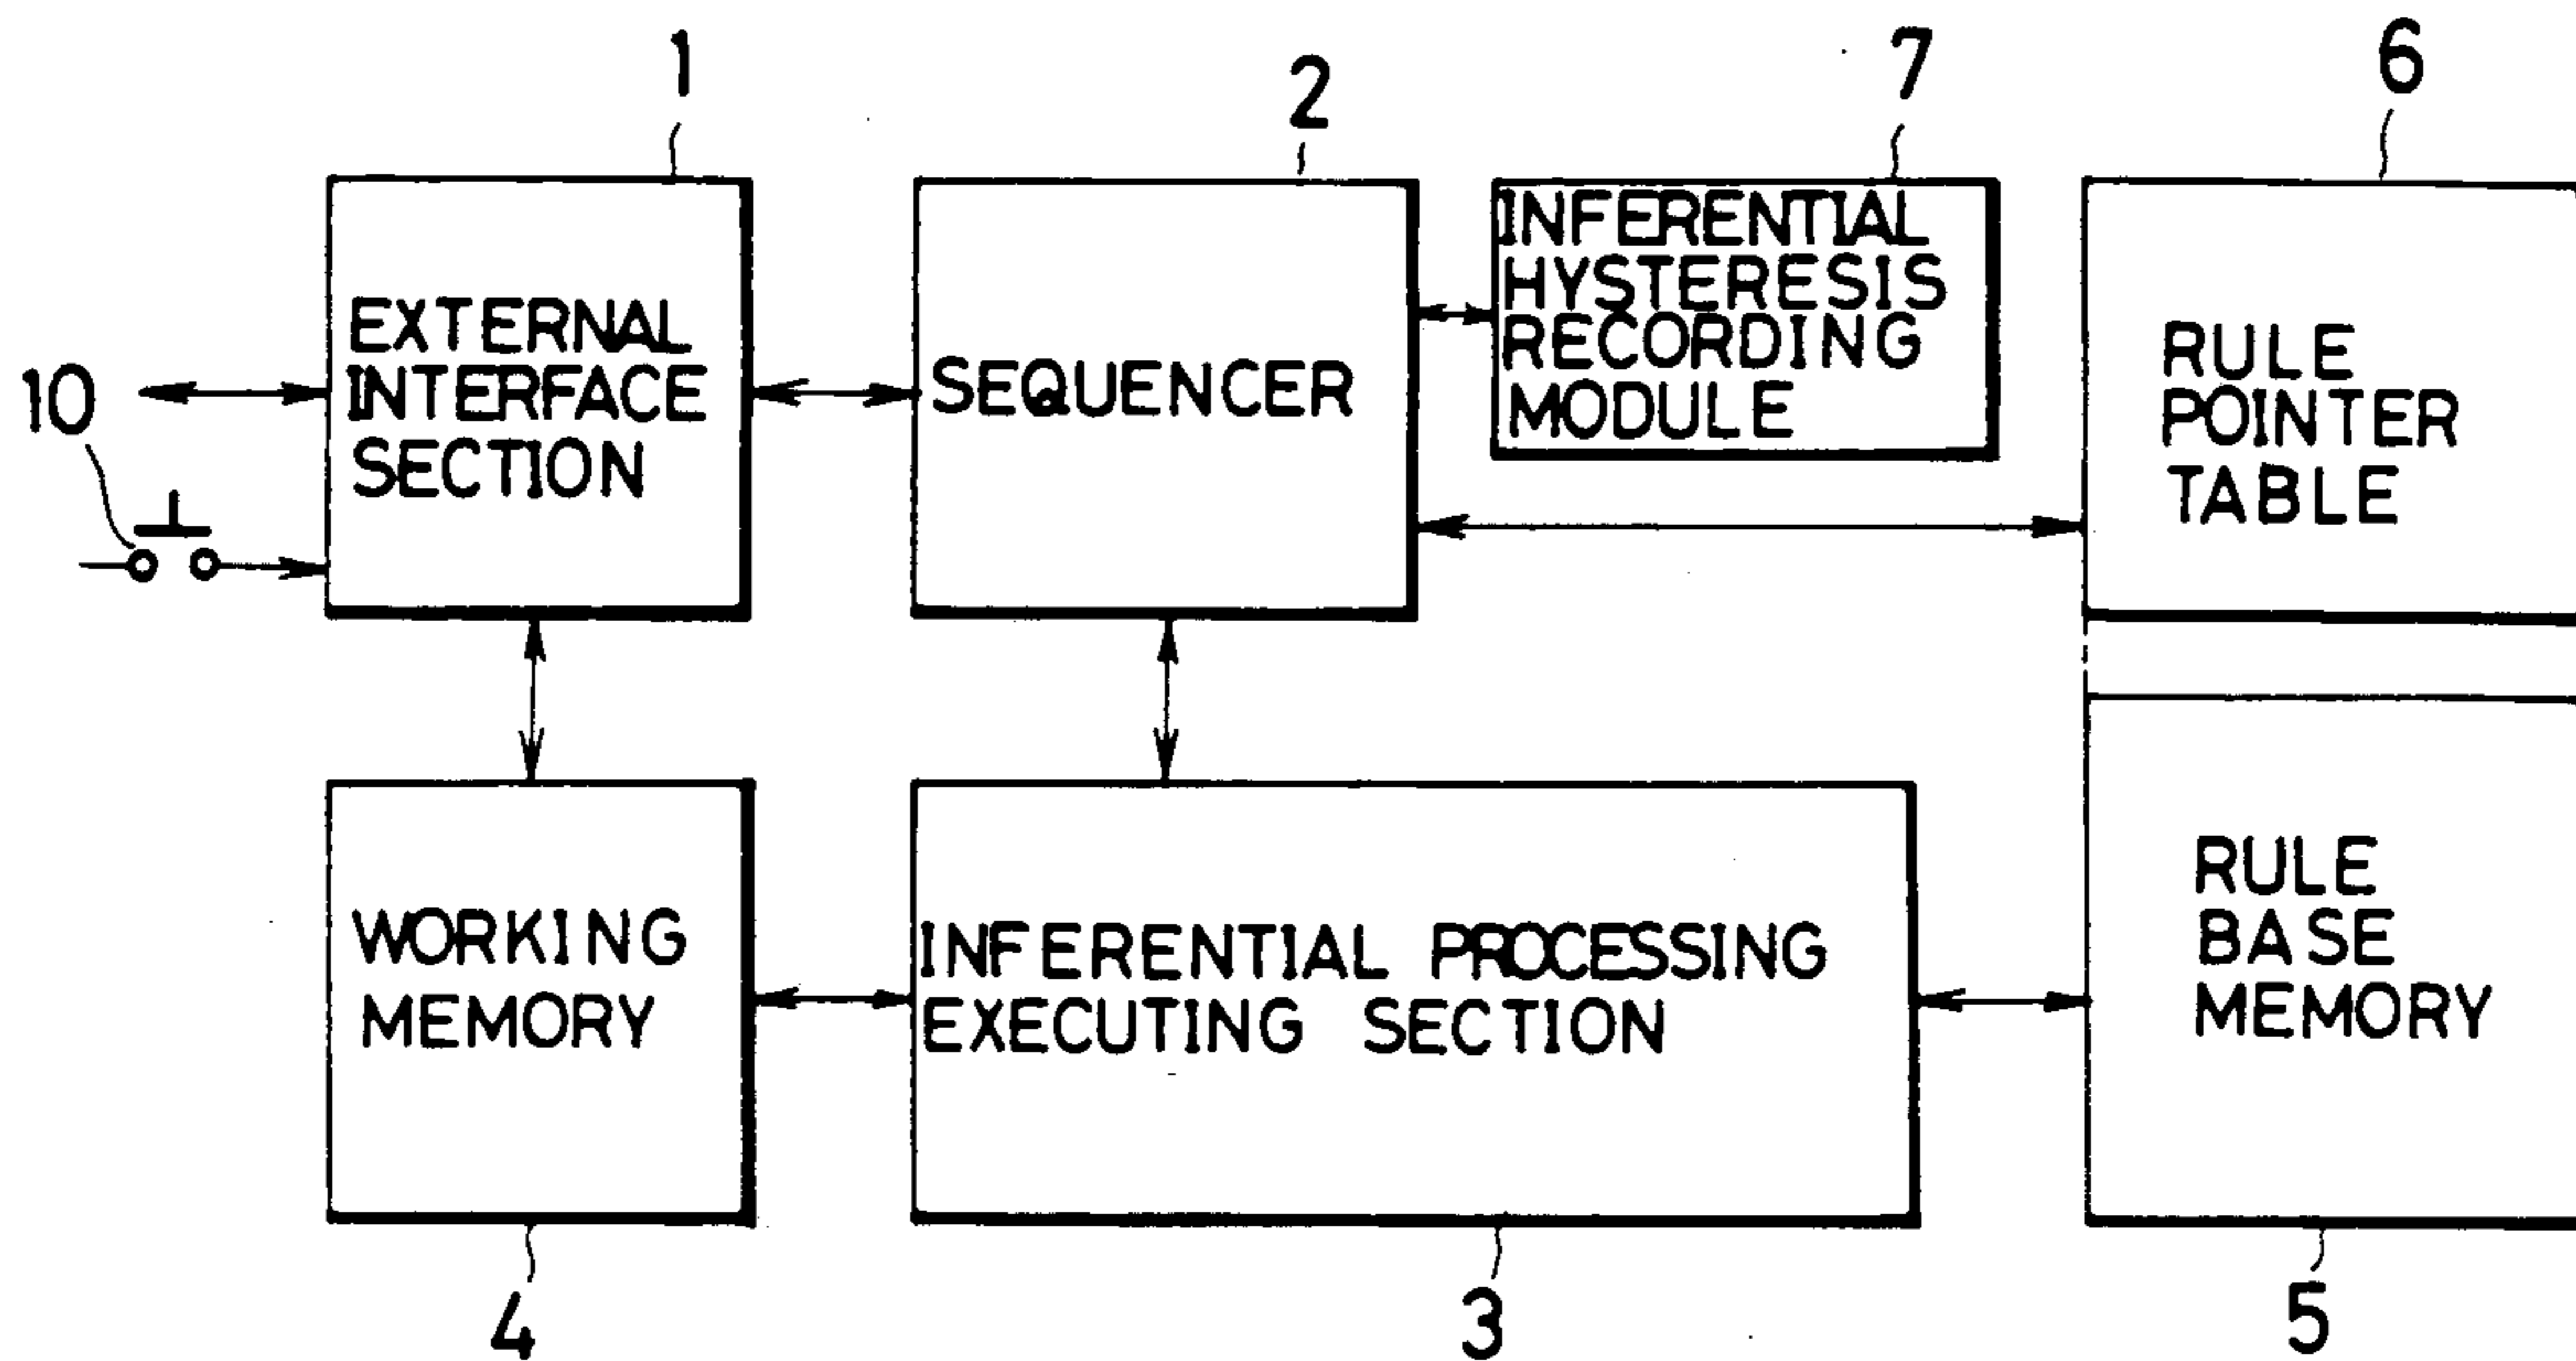 1
2
7
6
10
EXTERNAL
INTERFACE
SECTION
SEQUENCER
INFERENTIAL
HYSTERESIS
RECORDING
MODULE
RULE
POINTER
TABLE
WORKING
MEMORY
INFERENTIAL PROCESSING
EXECUTING SECTION
RULE
BASE
MEMORY
4
3
5